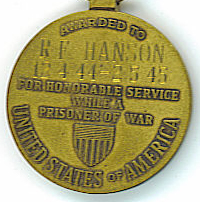 AWARDED TO
R F HANSON
12 4 44-2 5 45
FOR HONORABLE SERVICE
WHILE A
PRISONER OF WAR
UNITED STATES OF AMERICA